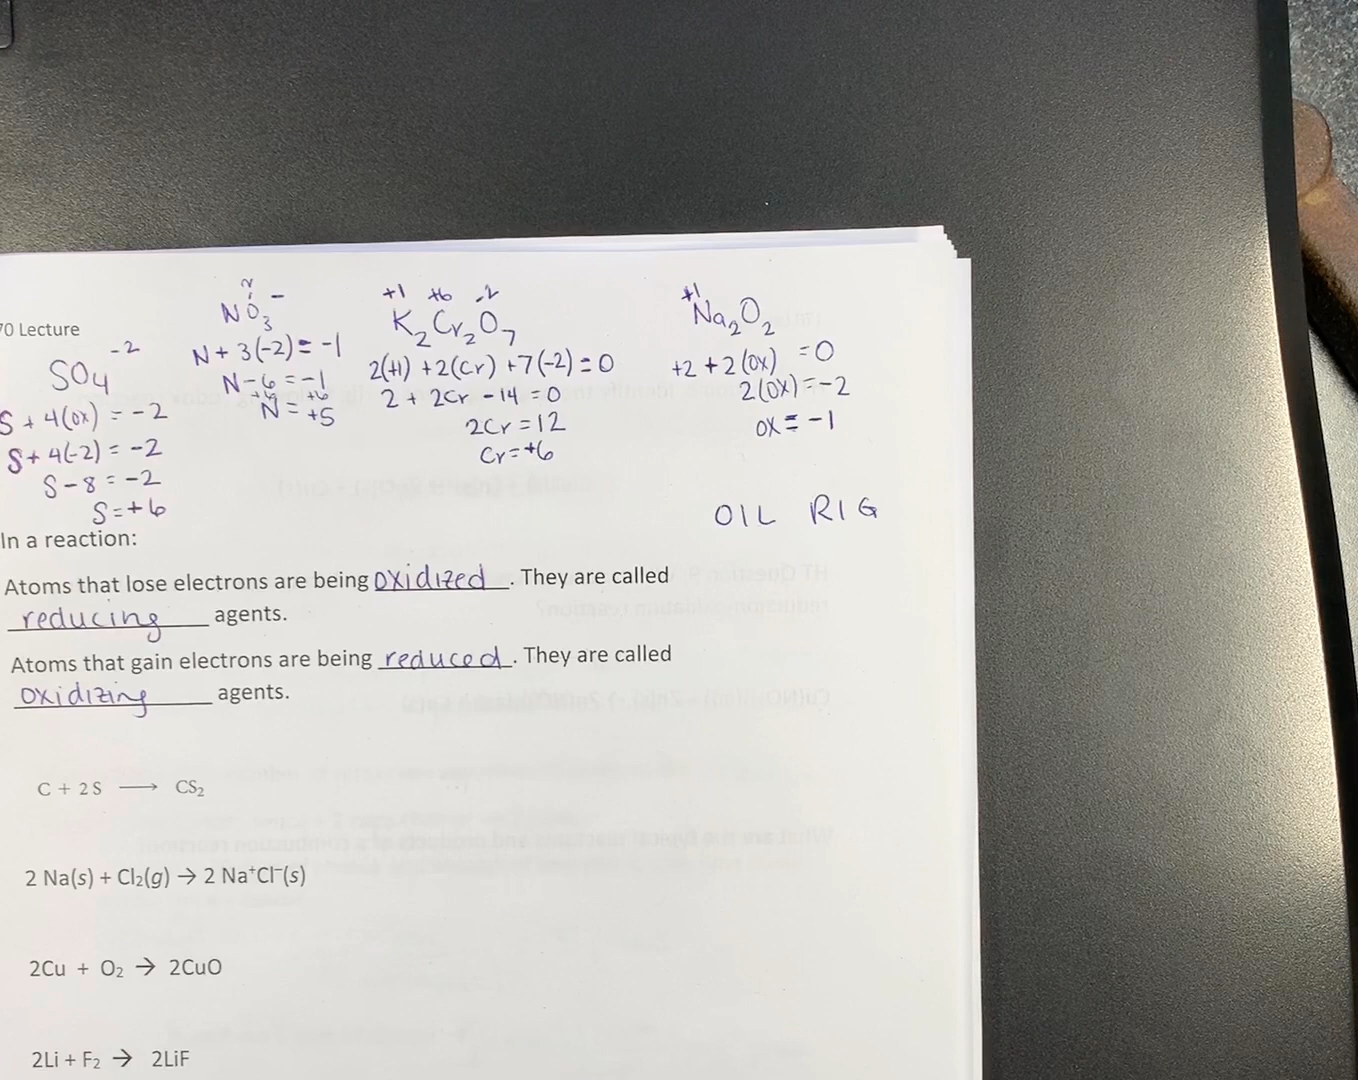 70 Lecture
SO4 -2
S + 4(ox) = -2
S + 4(-2) = -2
S - 8 = -2
S = +6
NO3 -
N + 3(-2) = -1
N - 6 = -1
+6 +6
N = +5
+1 +6 -2
K2Cr2O7
2(+1) + 2(Cr) + 7(-2) = 0
2 + 2Cr - 14 = 0
2Cr = 12
Cr = +6
+1
Na2O2
+2 + 2(ox) = 0
2(ox) = -2
ox = -1
OIL RIG
In a reaction:
Atoms that lose electrons are being oxidized. They are called
reducing agents.
Atoms that gain electrons are being reduced. They are called
oxidizing agents.
C + 2 S ⟶ CS₂
2 Na(s) + Cl₂(g) → 2 Na⁺Cl⁻(s)
2Cu + O₂ → 2CuO
2Li + F₂ → 2LiF